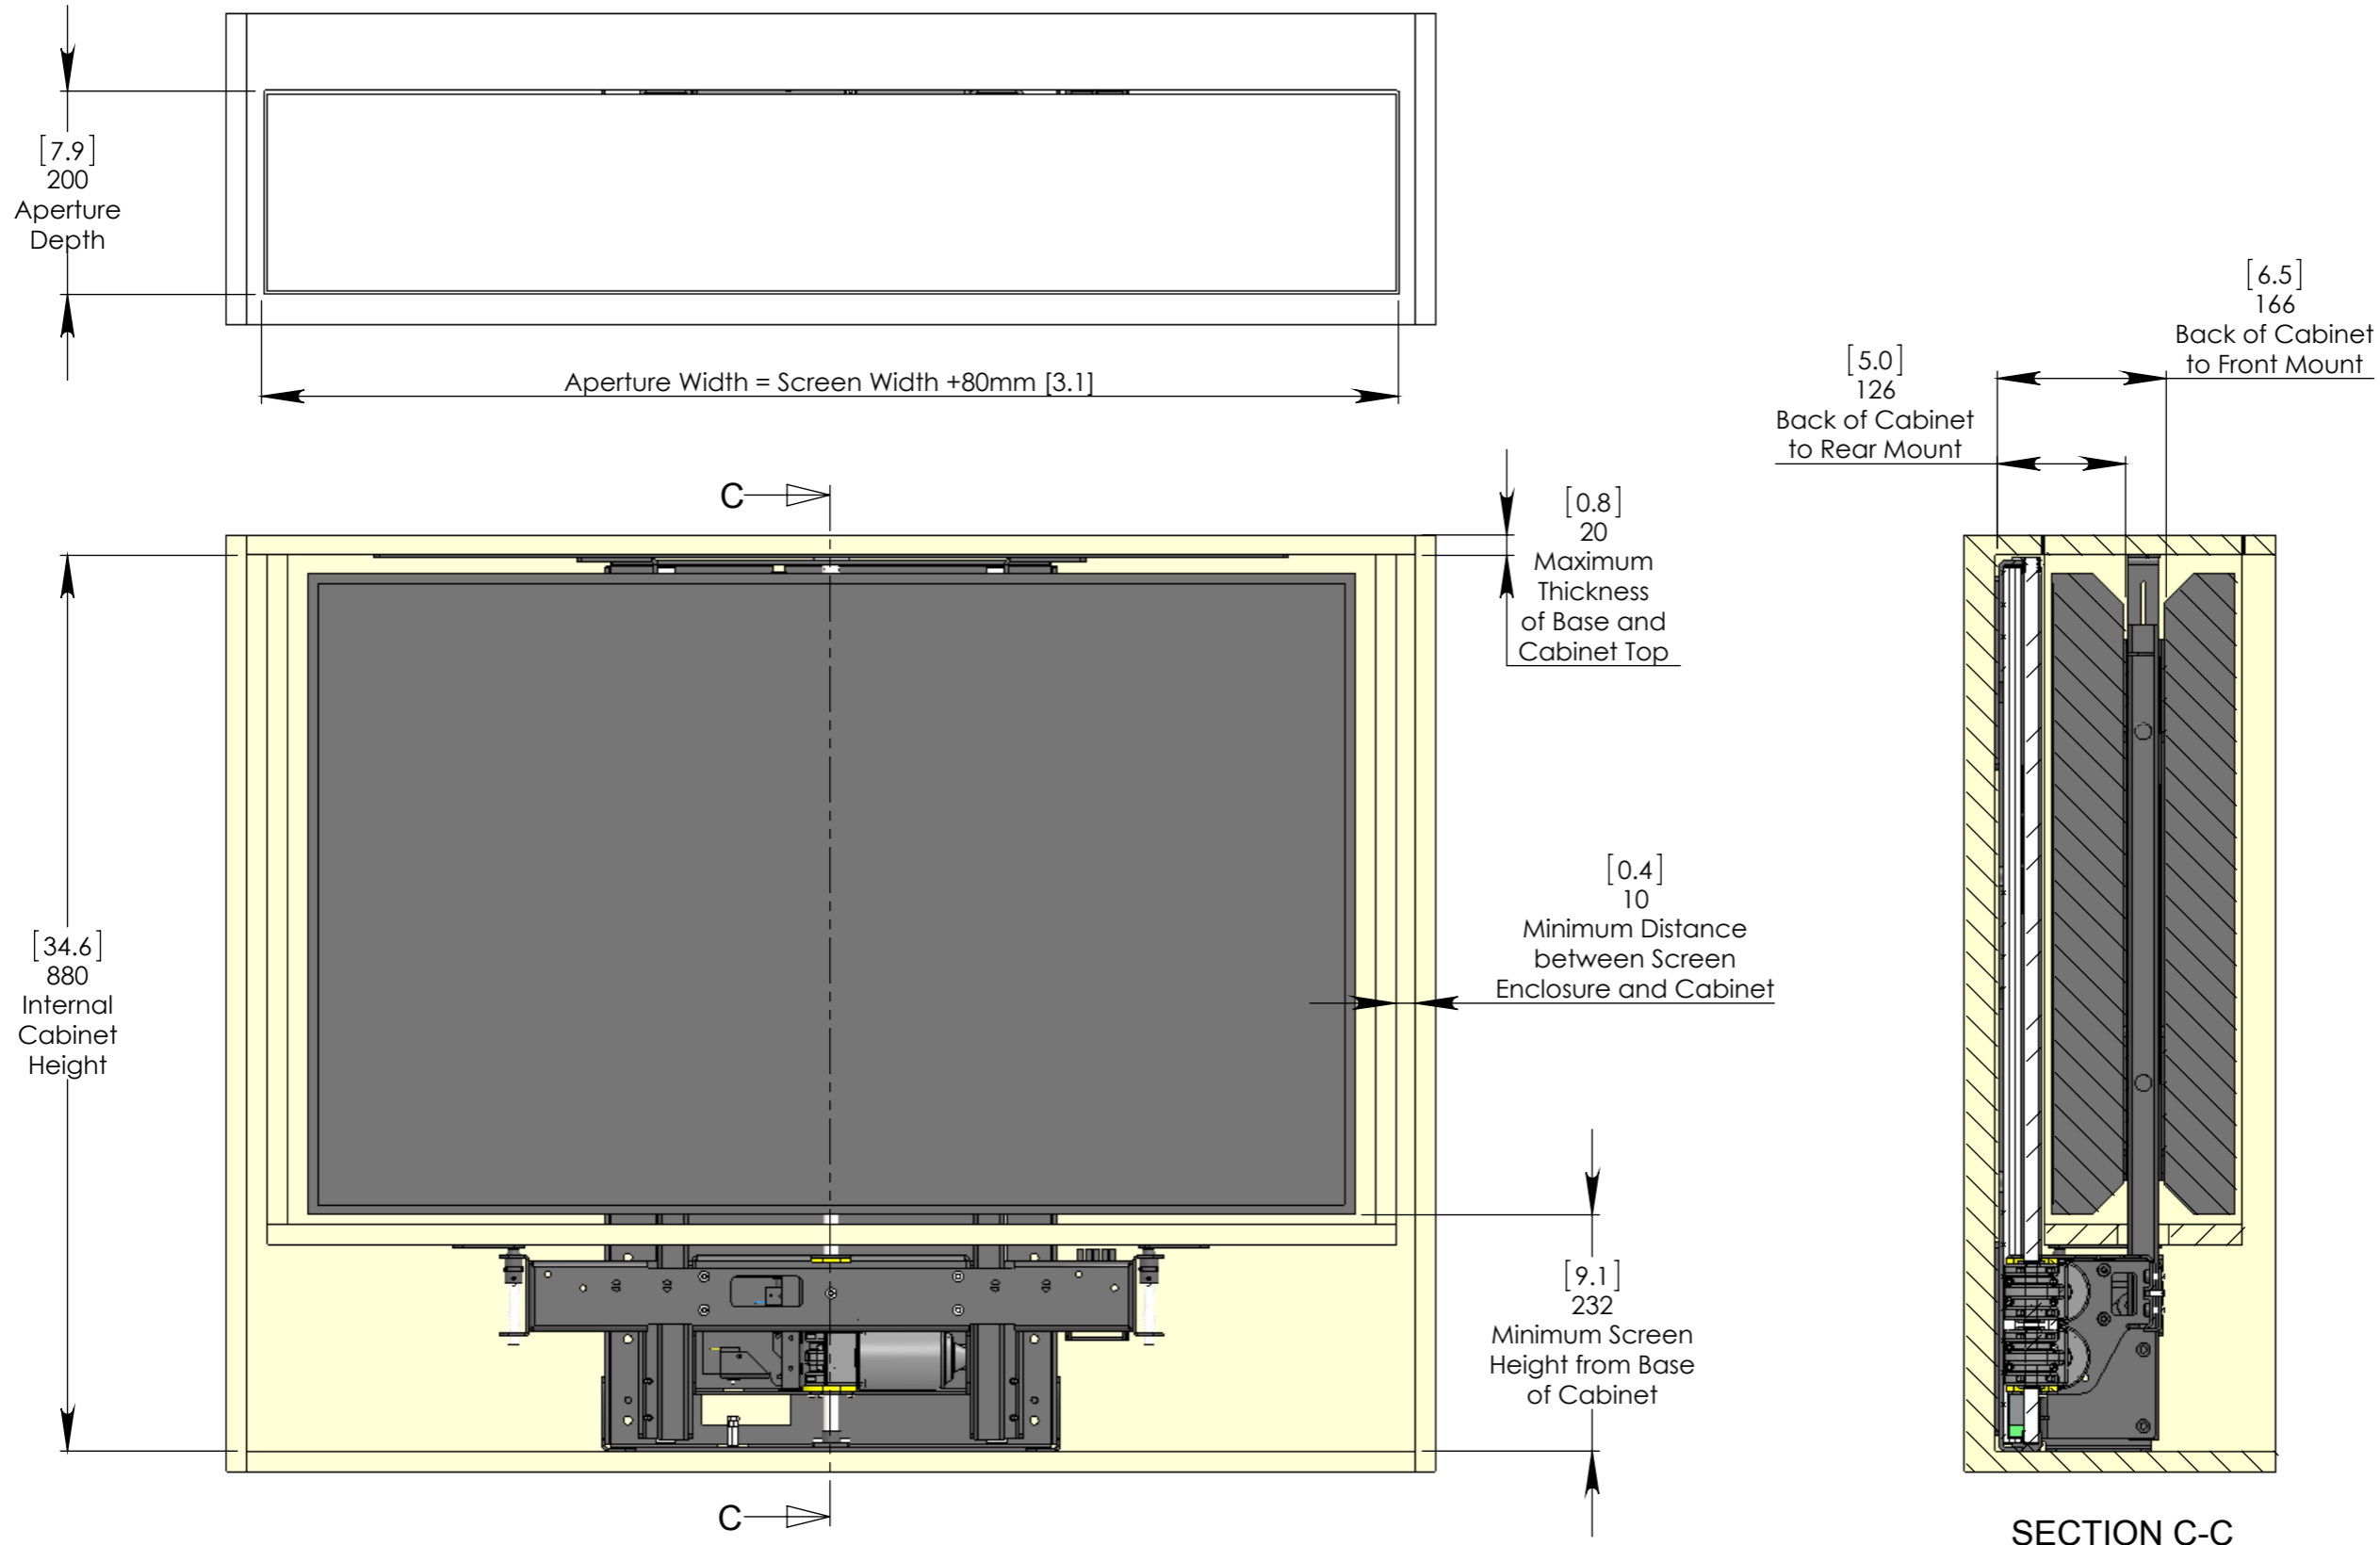 [7.9]
200
Aperture
Depth
Aperture Width = Screen Width +80mm [3.1]
[6.5]
166
Back of Cabinet
to Front Mount
[5.0]
126
Back of Cabinet
to Rear Mount
C
[0.8]
20
Maximum
Thickness
of Base and
Cabinet Top
[34.6]
880
Internal
Cabinet
Height
[0.4]
10
Minimum Distance
between Screen
Enclosure and Cabinet
[9.1]
232
Minimum Screen
Height from Base
of Cabinet
C
SECTION C-C